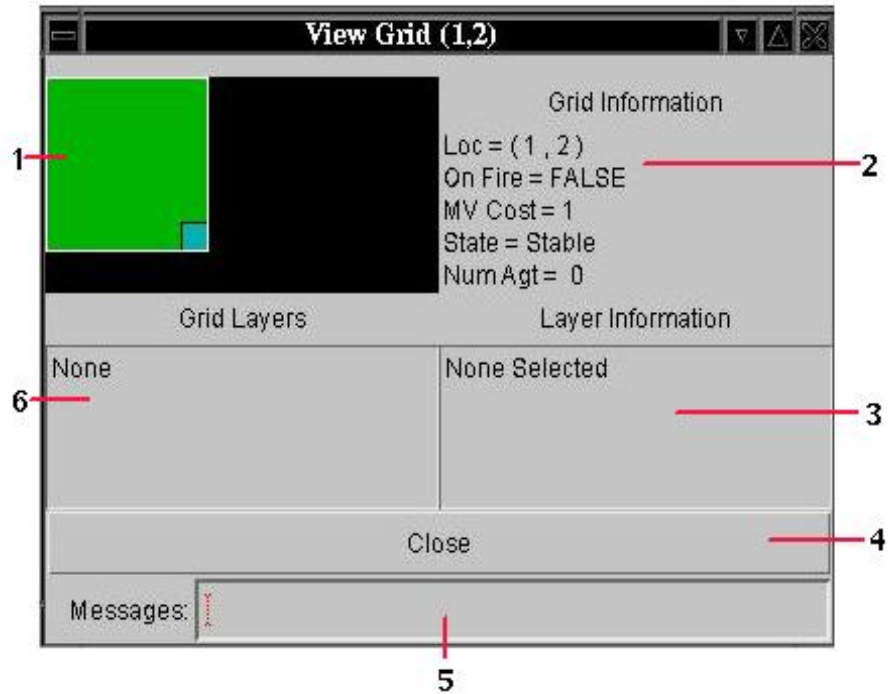 View Grid (1,2)
Grid Information
1
Loc = ( 1 , 2 )
2
On Fire = FALSE
MV Cost = 1
State = Stable
Num Agt = 0
Grid Layers
Layer Information
None
None Selected
6
3
Close
4
Messages:
5